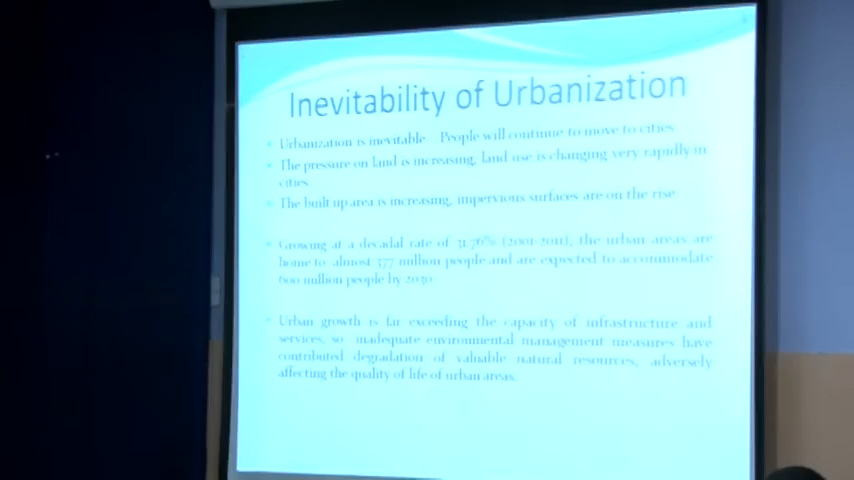 Inevitability of Urbanization
Urbanization is inevitable People will continue to move to cities
The pressure on land is increasing, land use is changing very rapidly in
cities
The built up area is increasing, impervious surfaces are on the rise
Growing at a decadal rate of 31.76% (2001-2011), the urban areas are
home to almost 377 million people and are expected to accommodate
600 million people by 2030
Urban growth is far exceeding the capacity of infrastructure and
services, so inadequate environmental management measures have
contributed degradation of valuable natural resources, adversely
affecting the quality of life of urban areas.